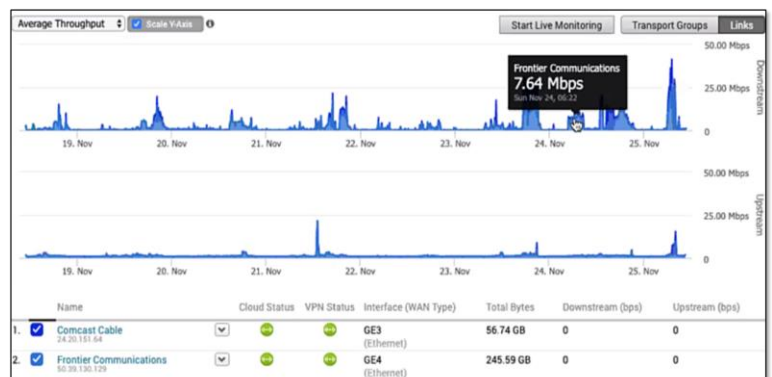 Average Throughput Scale Y-Axis Start Live Monitoring Transport Groups Links
50.00 Mbps
Frontier Communications
7.64 Mbps
Sun Nov 24, 06:22
25.00 Mbps
Downstream
0
19. Nov 20. Nov 21. Nov 22. Nov 23. Nov 24. Nov 25. Nov
50.00 Mbps
25.00 Mbps
Upstream
0
19. Nov 20. Nov 21. Nov 22. Nov 23. Nov 24. Nov 25. Nov
Name Cloud Status VPN Status Interface (WAN Type) Total Bytes Downstream (bps) Upstream (bps)
1. Comcast Cable GE3 56.74 GB 0 0
24.20.151.64 (Ethernet)
2. Frontier Communications GE4 245.59 GB 0 0
50.39.130.129 (Ethernet)